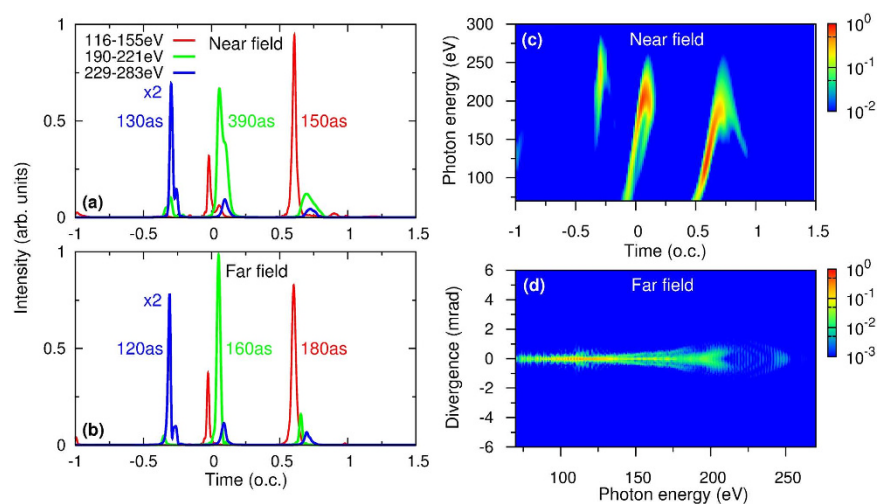 116-155eV
190-221eV
229-283eV
Near field
x2
130as
390as
150as
(a)
1
0.5
0
-1
-0.5
0
0.5
1
1.5
Intensity (arb. units)
Far field
x2
120as
160as
180as
(b)
1
0.5
0
-1
-0.5
0
0.5
1
1.5
Time (o.c.)
(c)
Near field
300
250
200
150
100
Photon energy (eV)
-1
-0.5
0
0.5
1
1.5
Time (o.c.)
10⁰
10⁻¹
10⁻²
(d)
Far field
6
4
2
0
-2
-4
-6
Divergence (mrad)
100
150
200
250
Photon energy (eV)
10⁰
10⁻¹
10⁻²
10⁻³